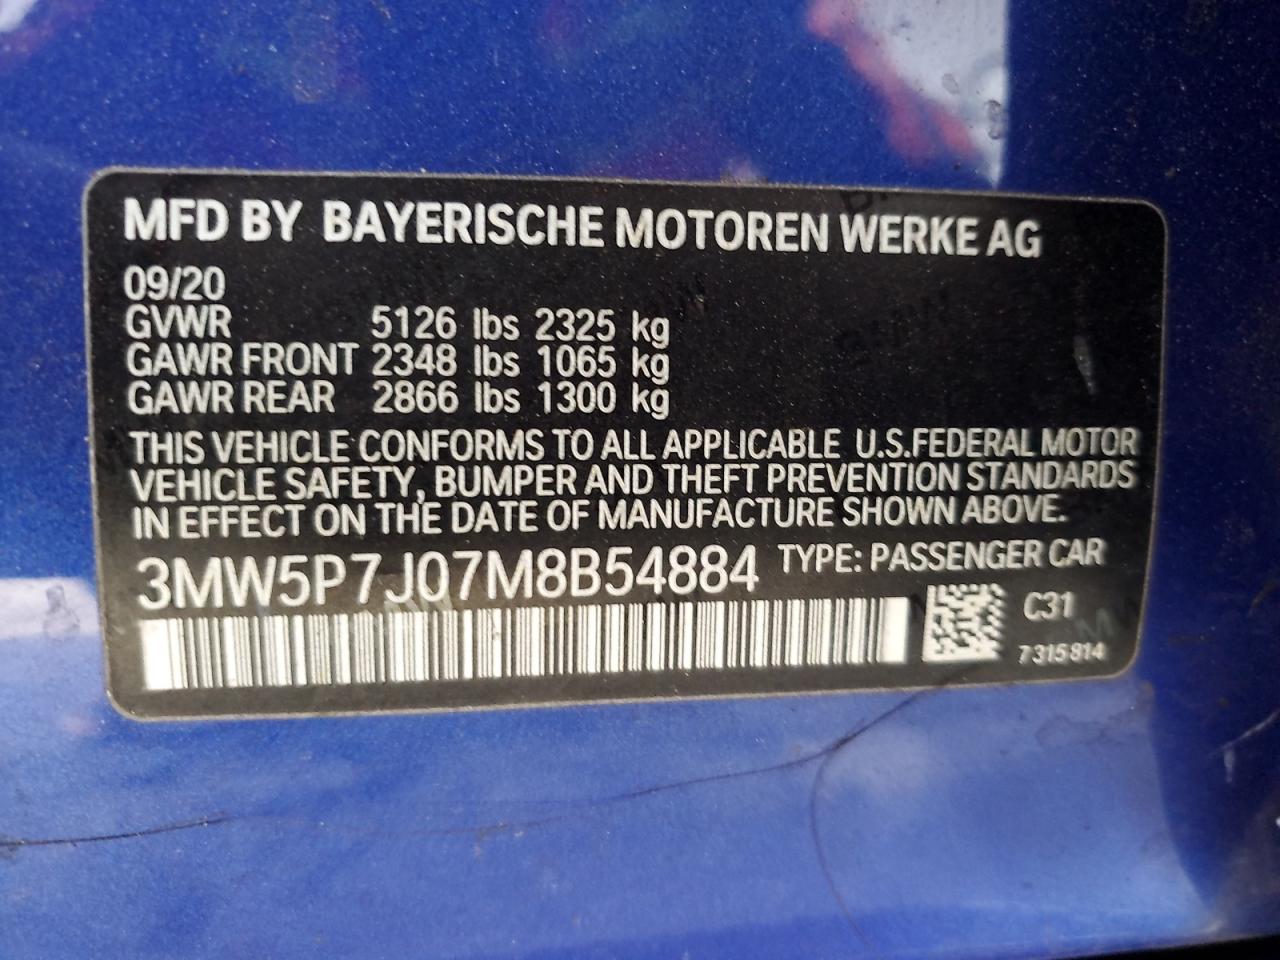 MFD BY BAYERISCHE MOTOREN WERKE AG
09/20
GVWR 5126 lbs 2325 kg
GAWR FRONT 2348 lbs 1065 kg
GAWR REAR 2866 lbs 1300 kg
THIS VEHICLE CONFORMS TO ALL APPLICABLE U.S.FEDERAL MOTOR
VEHICLE SAFETY, BUMPER AND THEFT PREVENTION STANDARDS
IN EFFECT ON THE DATE OF MANUFACTURE SHOWN ABOVE.
3MW5P7J07M8B54884 TYPE: PASSENGER CAR
C31
7315814